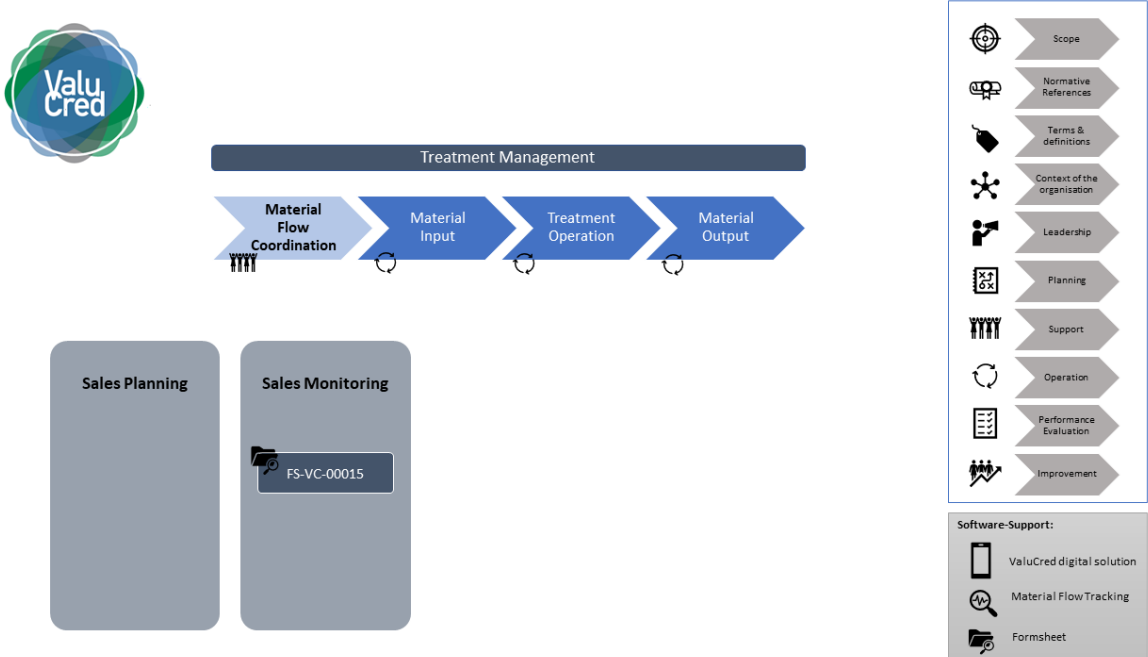 Valu
Cred
Treatment Management
Material
Flow
Coordination
Material
Input
Treatment
Operation
Material
Output
Sales Planning
Sales Monitoring
FS-VC-00015
Scope
Normative
References
Terms &
definitions
Context of the
organisation
Leadership
Planning
Support
Operation
Performance
Evaluation
Improvement
Software-Support:
ValuCred digital solution
Material Flow Tracking
Formsheet